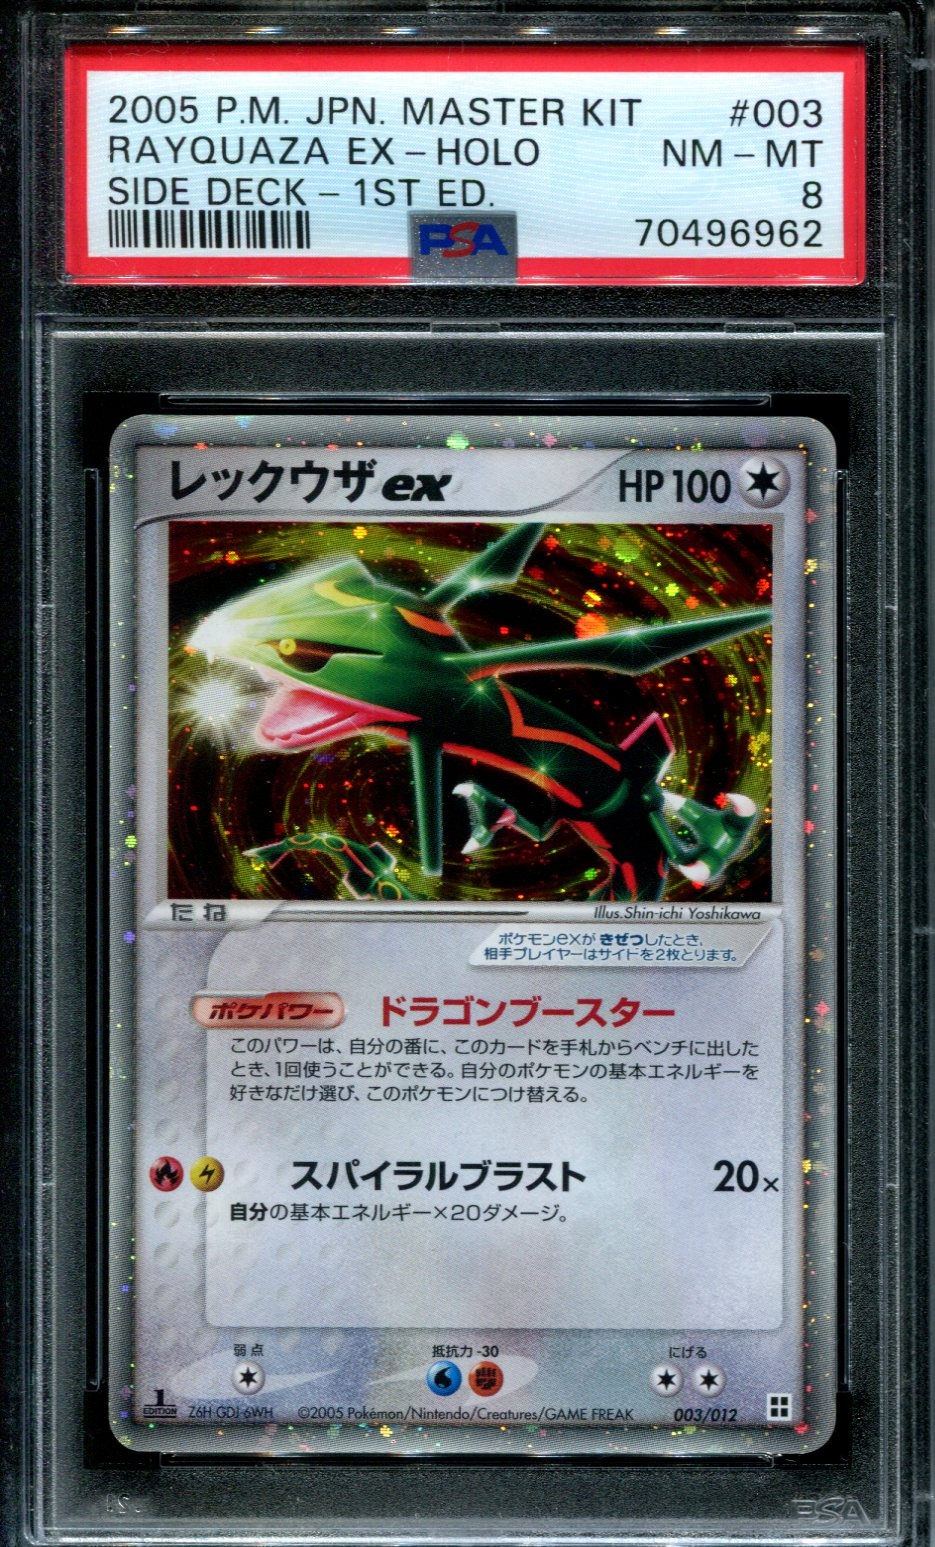 2005 P.M. JPN. MASTER KIT #003
RAYQUAZA EX - HOLO NM - MT
SIDE DECK - 1ST ED. 8
PSA 70496962
レックウザex HP100
たね Illus.Shin-ichi Yoshikawa
ポケモンexがきぜつしたとき、
相手プレイヤーはサイドを2枚とります。
ポケパワー ドラゴンブースター
このパワーは、自分の番に、このカードを手札からベンチに出した
とき、1回使うことができる。自分のポケモンの基本エネルギーを
好きなだけ選び、このポケモンにつけ替える。
スパイラルブラスト 20×
自分の基本エネルギー×20ダメージ。
弱点 抵抗力 -30 にげる
1 EDITION Z6H-GDJ-6WH ©2005 Pokémon/Nintendo/Creatures/GAME FREAK 003/012
PSA